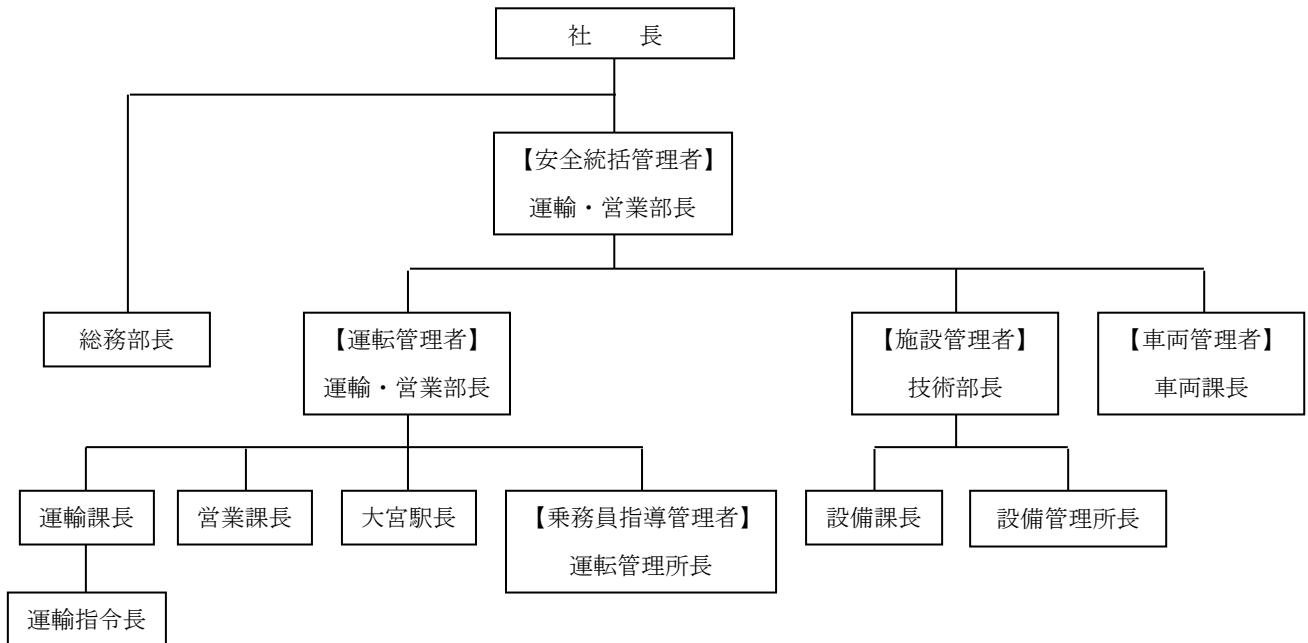 社　　長
【安全統括管理者】
運輸・営業部長
総務部長
【運転管理者】
運輸・営業部長
【施設管理者】
技術部長
【車両管理者】
車両課長
運輸課長
営業課長
大宮駅長
【乗務員指導管理者】
運転管理所長
設備課長
設備管理所長
運輸指令長